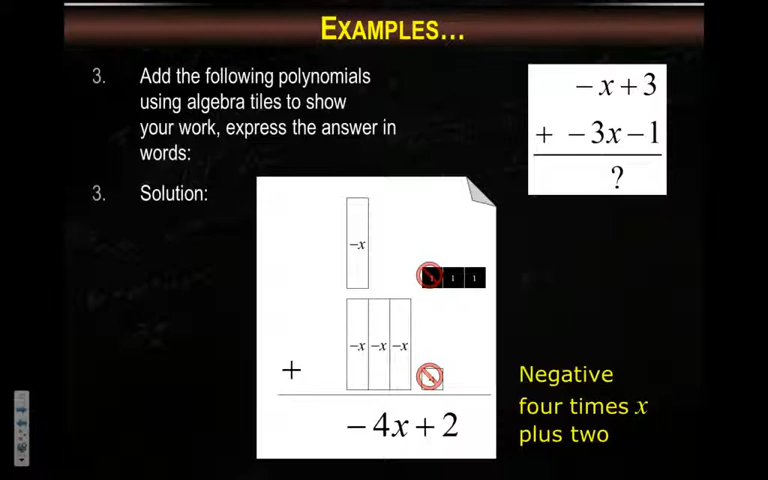 EXAMPLES...
3. Add the following polynomials
using algebra tiles to show
your work, express the answer in
words:
−x + 3
+ −3x −1
?
3. Solution:
−x
1 1
−x −x −x
+
−4x + 2
Negative
four times x
plus two